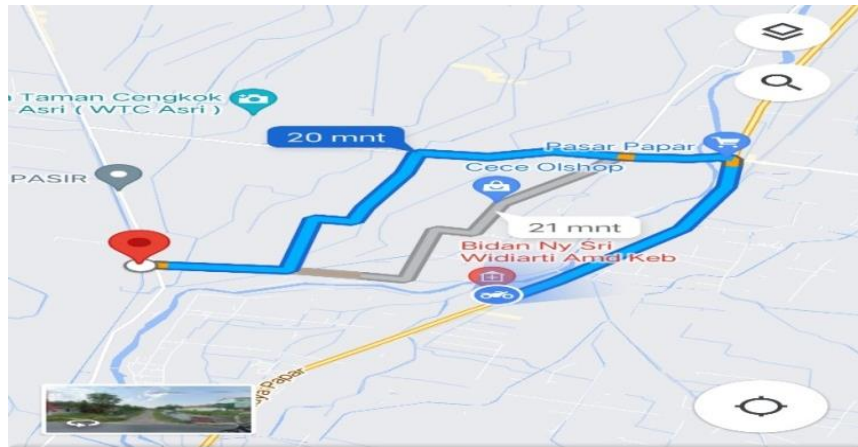 Taman Cengkok
Asri ( WTC Asri )
20 mnt
Pasar Papar
Cece Olshop
PASIR
21 mnt
Bidan Ny Sri
Widiarti Amd Keb
Papar